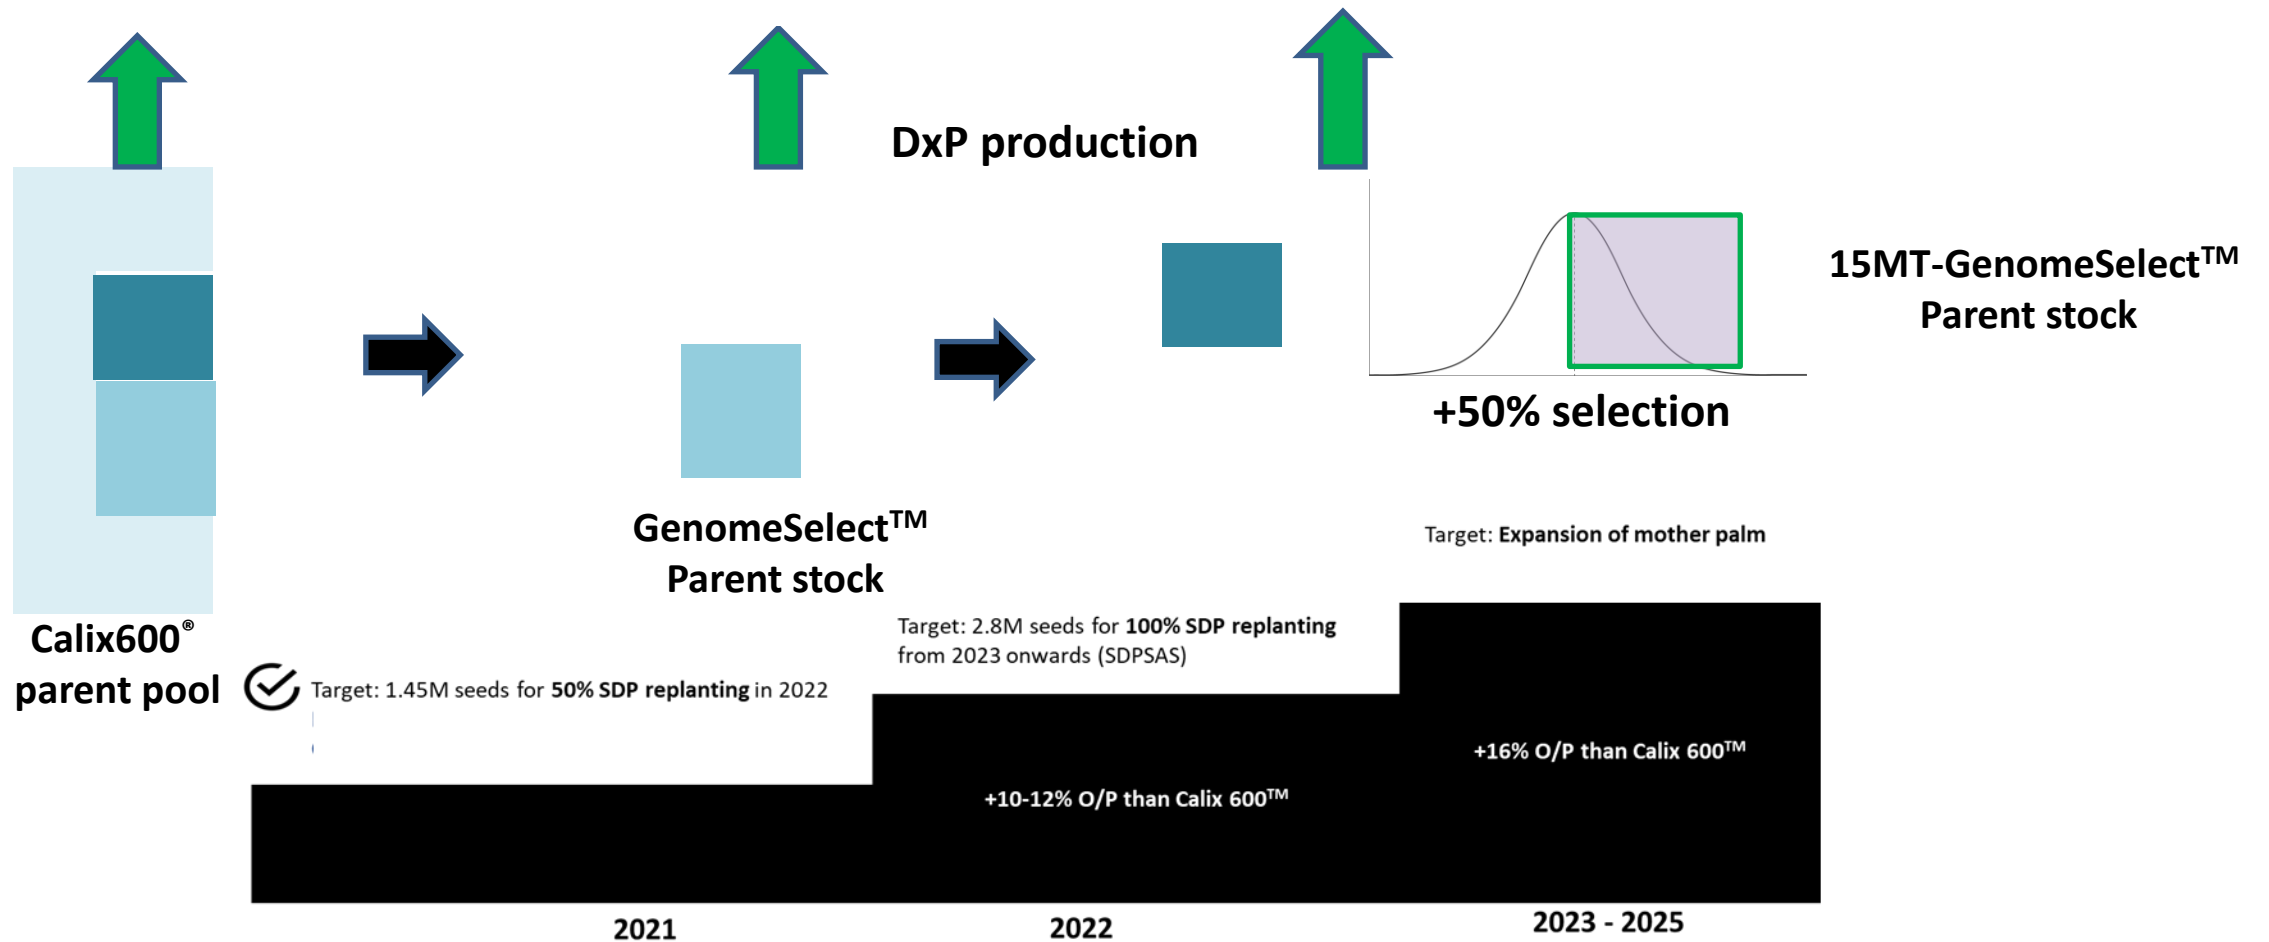 DxP production
15MT-GenomeSelect™
Parent stock
+50% selection
GenomeSelect™
Parent stock
Calix600®
parent pool
Target: 1.45M seeds for 50% SDP replanting in 2022
Target: 2.8M seeds for 100% SDP replanting
from 2023 onwards (SDPSAS)
Target: Expansion of mother palm
+10-12% O/P than Calix 600™
+16% O/P than Calix 600™
2021
2022
2023 - 2025